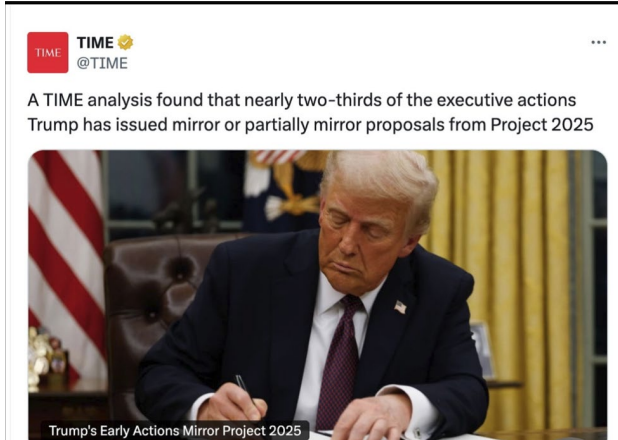 TIME
TIME
@TIME
A TIME analysis found that nearly two-thirds of the executive actions
Trump has issued mirror or partially mirror proposals from Project 2025
Trump's Early Actions Mirror Project 2025